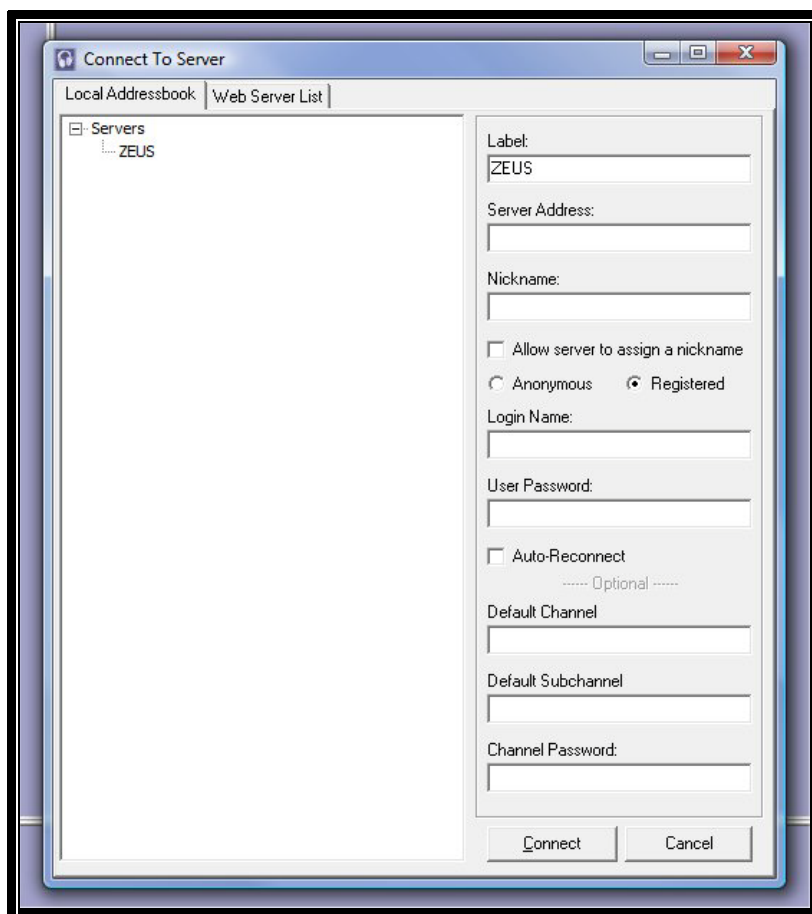 Connect To Server
Local Addressbook Web Server List
Servers
ZEUS
Label:
ZEUS
Server Address:
Nickname:
Allow server to assign a nickname
Anonymous Registered
Login Name:
User Password:
Auto-Reconnect
------ Optional ------
Default Channel
Default Subchannel
Channel Password:
Connect Cancel